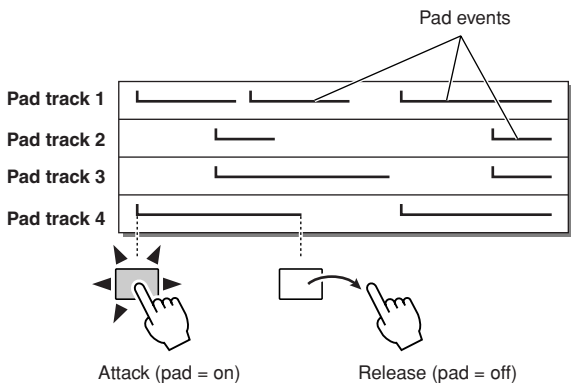 Pad events
Pad track 1
Pad track 2
Pad track 3
Pad track 4
Attack (pad = on)
Release (pad = off)